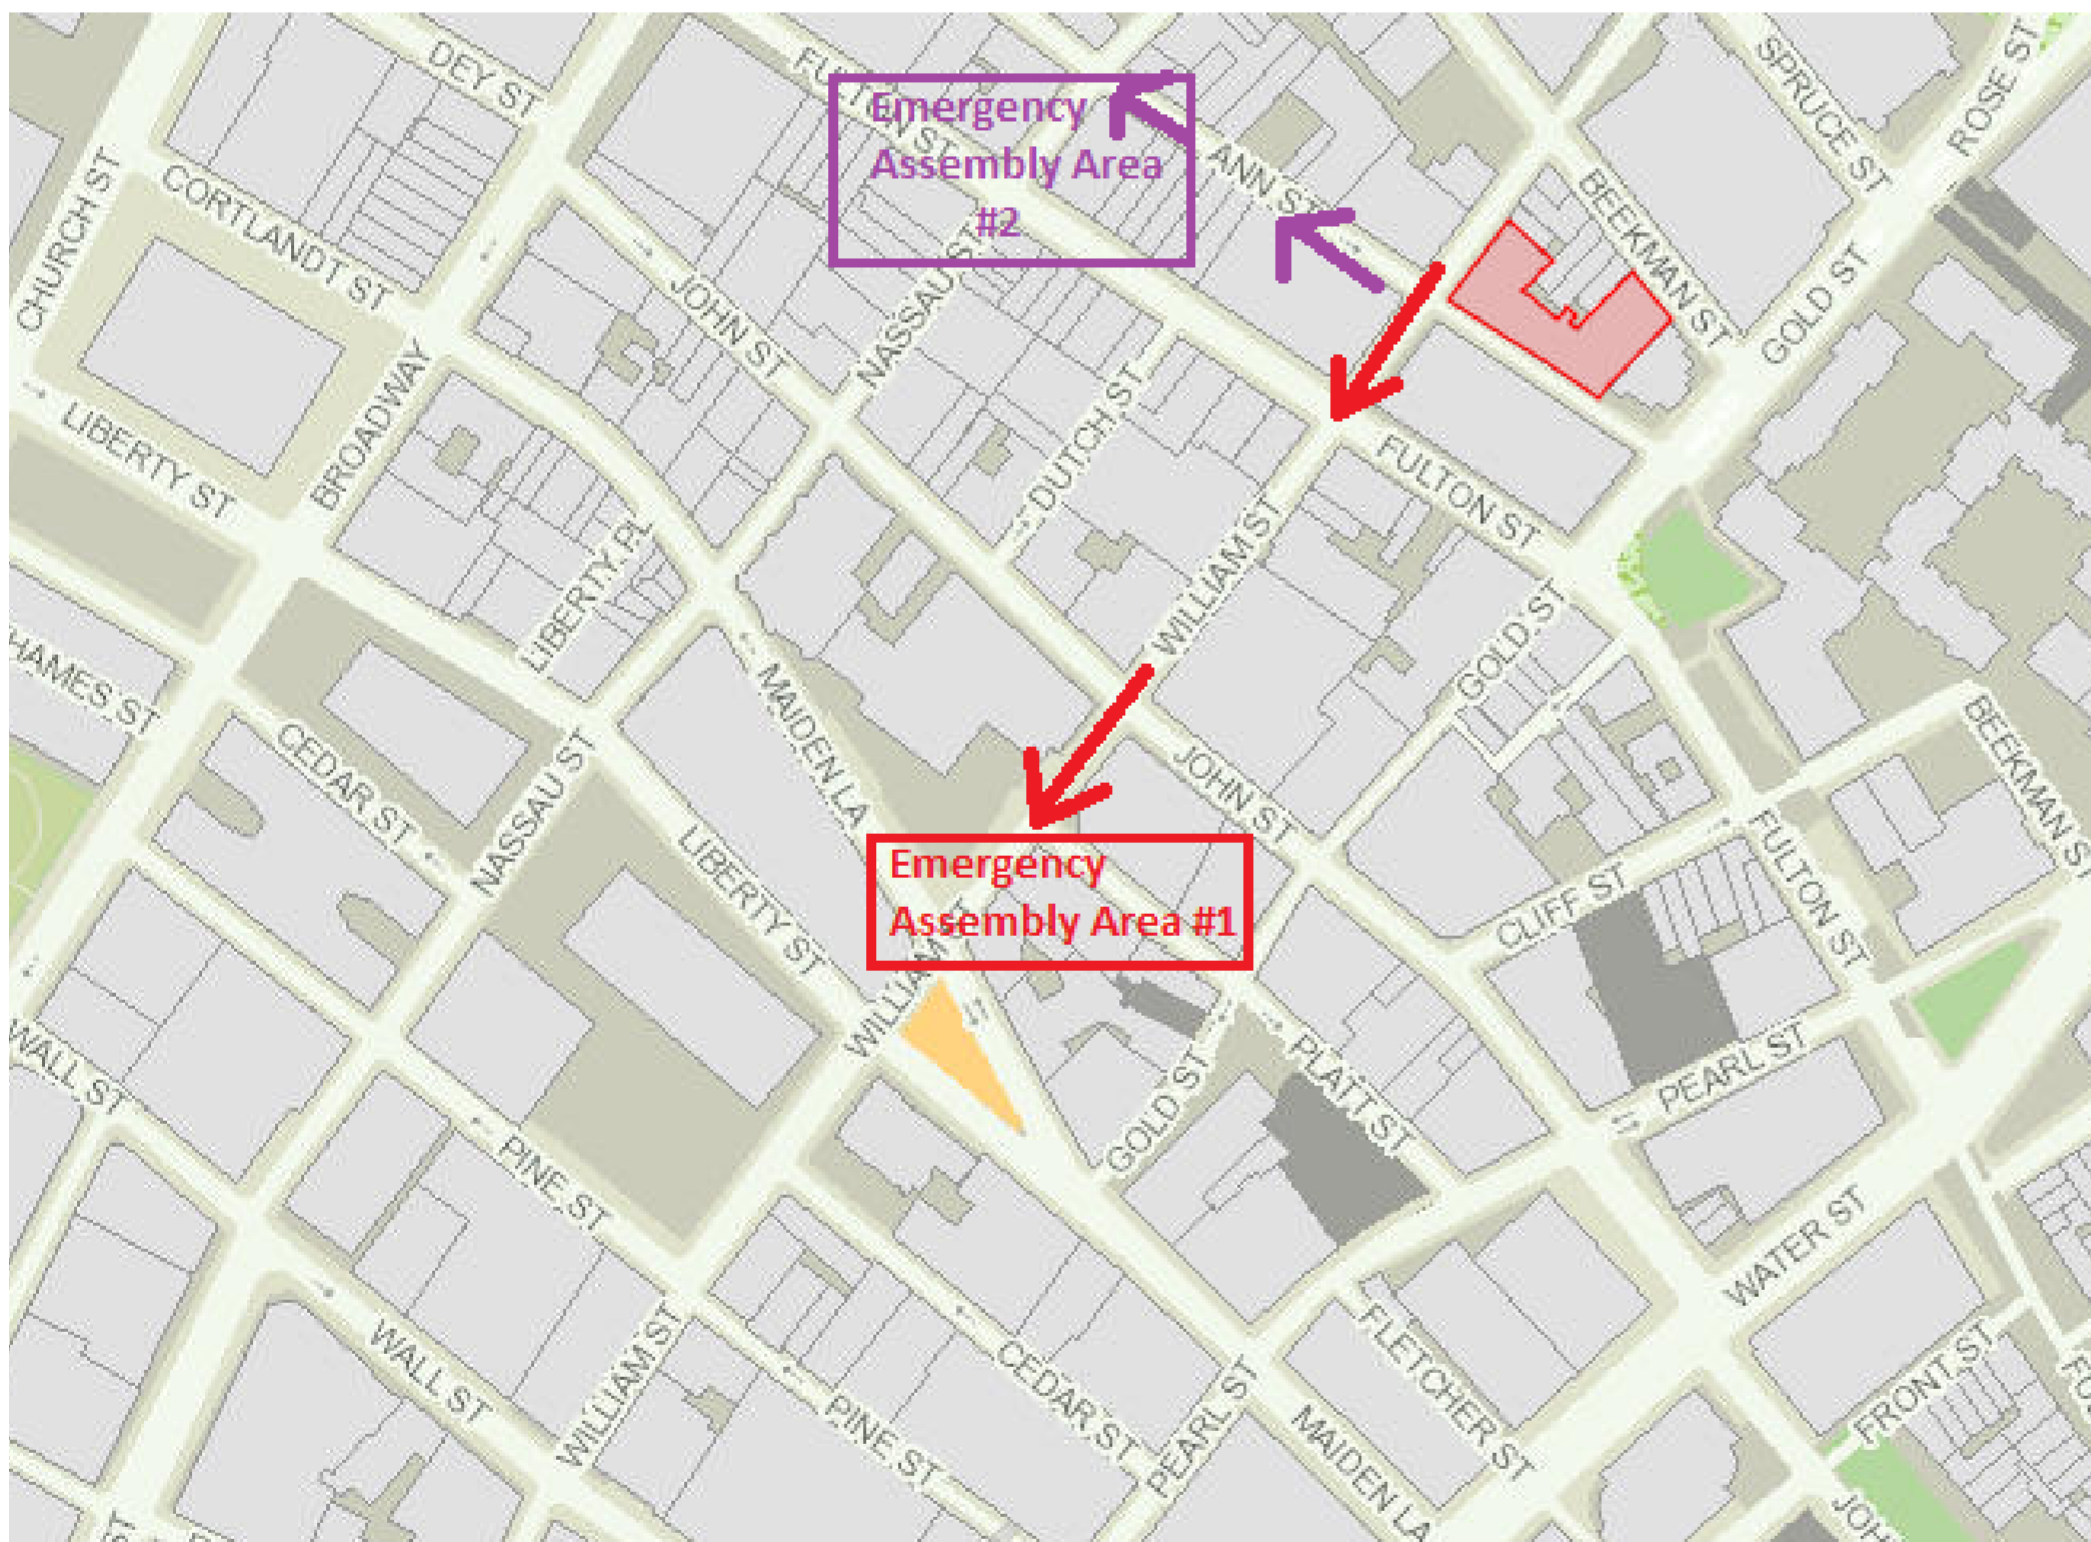 DEY ST
FULTON ST
SPRUCE ST
ROSE ST
Emergency
Assembly Area
#2
ANN ST
BEEKMAN ST
CHURCH ST
CORTLANDT ST
NASSAU ST
JOHN ST
GOLD ST
BROADWAY
DUTCH ST
LIBERTY ST
FULTON ST
WILLIAM ST
LIBERTY PL
GOLD ST
HAMES ST
MAIDEN LA
CEDAR ST
NASSAU ST
JOHN ST
BEEKMAN ST
LIBERTY ST
FULTON ST
Emergency
Assembly Area #1
CLIFF ST
WILLIAM ST
WALL ST
PLATT ST
PEARL ST
GOLD ST
PINE ST
WATER ST
WALL ST
WILLIAM ST
CEDAR ST
FLETCHER ST
FRONT ST
PINE ST
PEARL ST
MAIDEN LA
JOH
ST